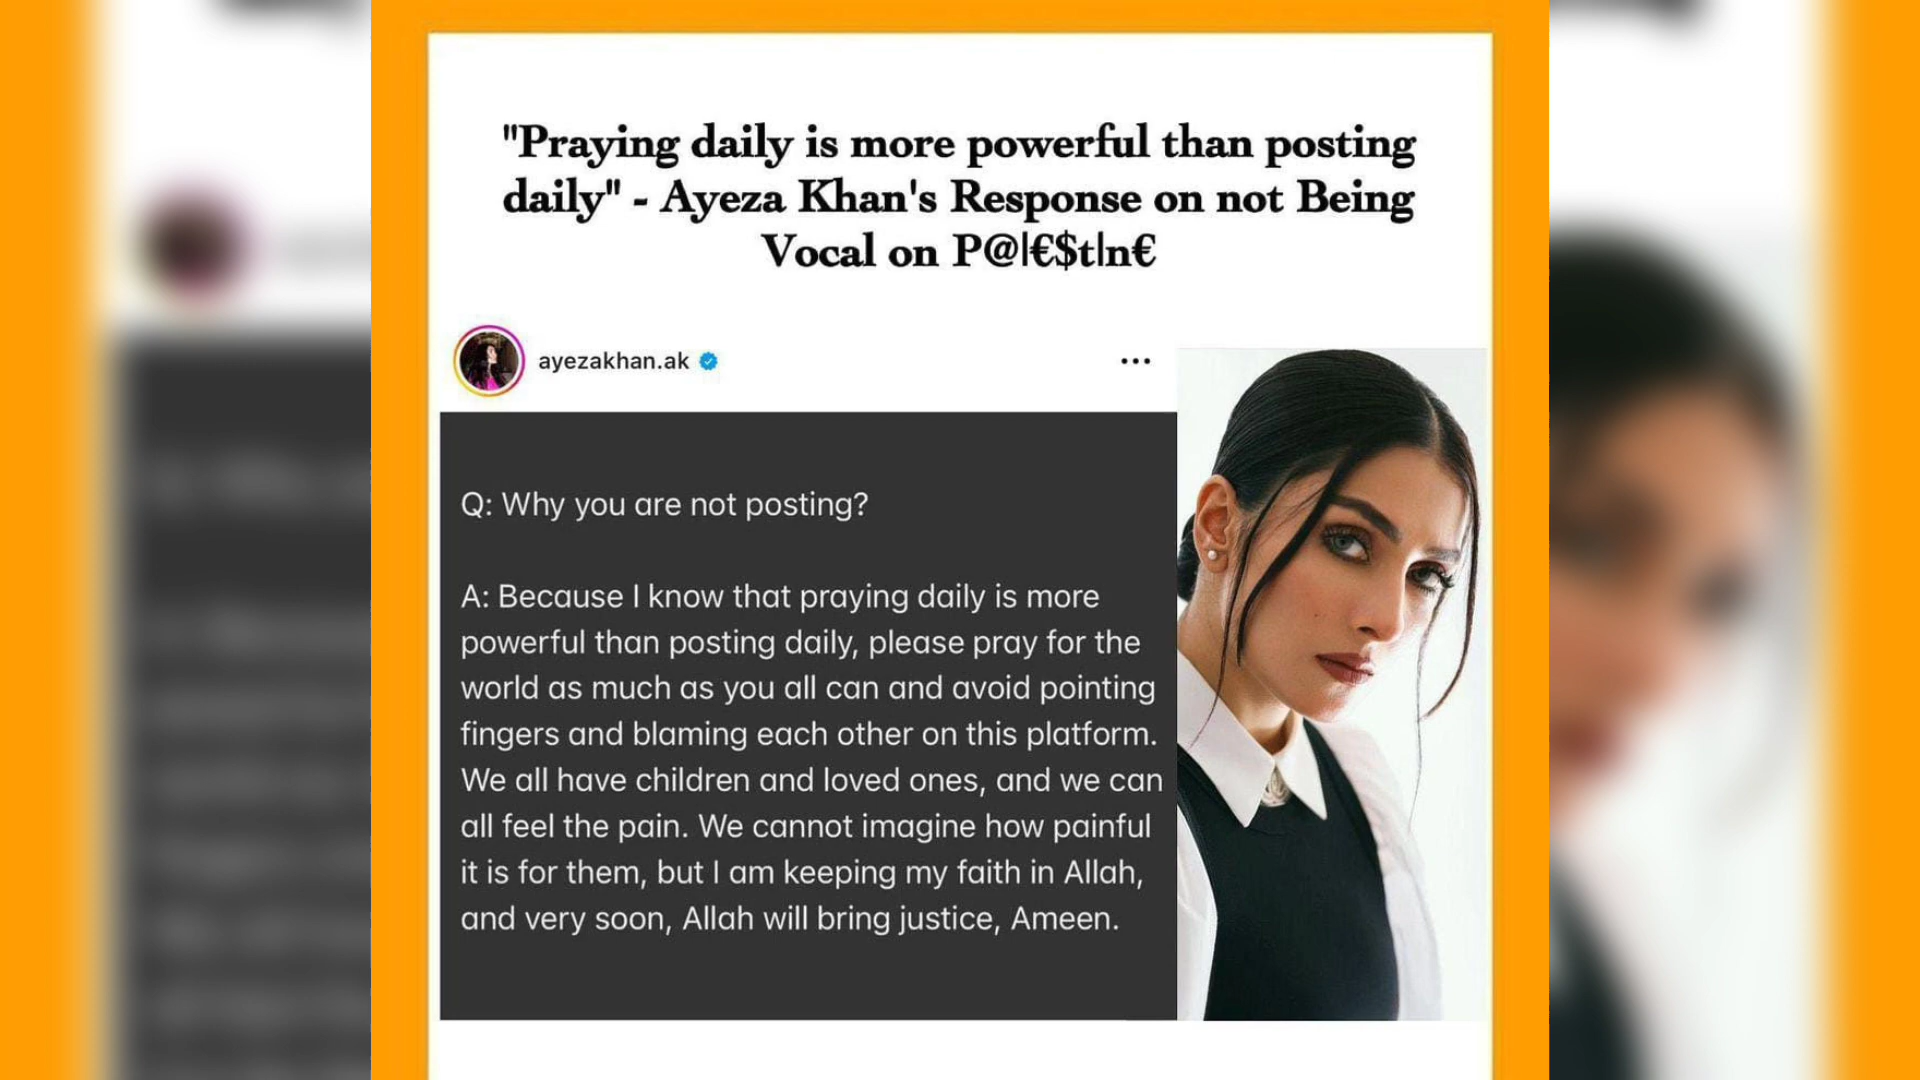 "Praying daily is more powerful than posting
daily" - Ayeza Khan's Response on not Being
Vocal on P@l€$tln€
ayezakhan.ak
Q: Why you are not posting?
A: Because I know that praying daily is more
powerful than posting daily, please pray for the
world as much as you all can and avoid pointing
fingers and blaming each other on this platform.
We all have children and loved ones, and we can
all feel the pain. We cannot imagine how painful
it is for them, but I am keeping my faith in Allah,
and very soon, Allah will bring justice, Ameen.